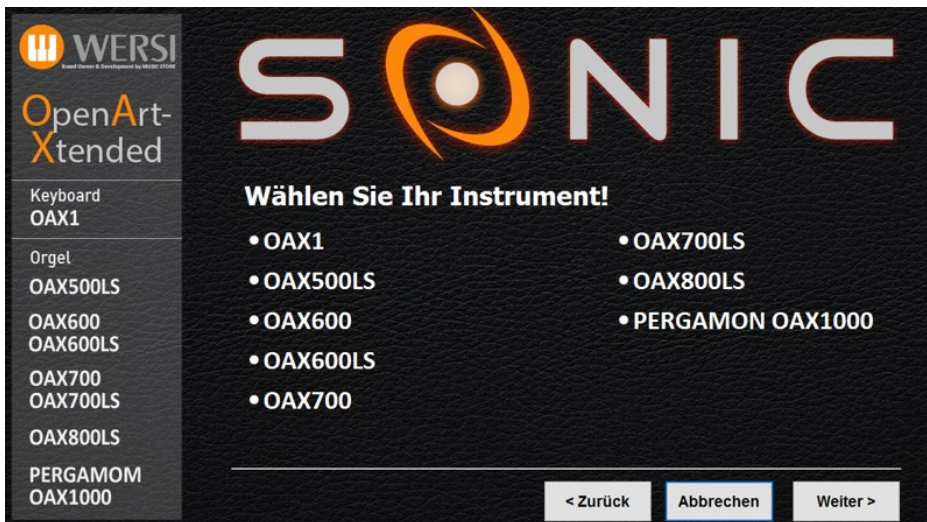 WERSI
Brand Owner & Development by MUSIC STORE
OpenArt-
Xtended
Keyboard
OAX1
Orgel
OAX500LS
OAX600
OAX600LS
OAX700
OAX700LS
OAX800LS
PERGAMOM
OAX1000
SONIC
Wählen Sie Ihr Instrument!
• OAX1
• OAX500LS
• OAX600
• OAX600LS
• OAX700
• OAX700LS
• OAX800LS
• PERGAMON OAX1000
< Zurück
Abbrechen
Weiter >